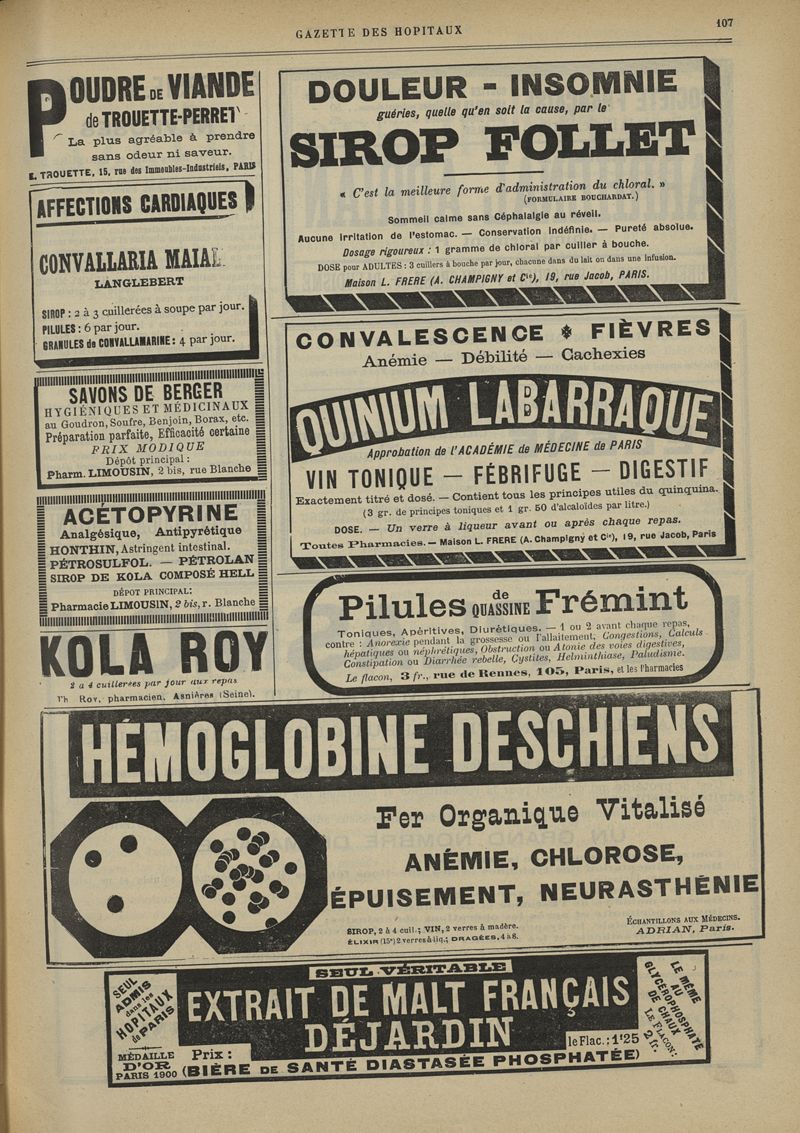 GAZETTE DES HOPITAUX
107
POUDRE DE VIANDE
de TROUETTE-PERRET
La plus agréable à prendre
sans odeur ni saveur.
E. TROUETTE, 15, rue des Immeubles-Industriels, PARIS
AFFECTIONS CARDIAQUES
CONVALLARIA MAIAL
LANGLEBERT
SIROP : 2 à 3 cuillerées à soupe par jour.
PILULES : 6 par jour.
GRANULES de CONVALLAMARINE : 4 par jour.
SAVONS DE BERGER
HYGIÉNIQUES ET MÉDICINAUX
au Goudron, Soufre, Benjoin, Borax, etc.
Préparation parfaite, Efficacité certaine
PRIX MODIQUE
Dépôt principal :
Pharm. LIMOUSIN, 2 bis, rue Blanche
ACÉTOPYRINE
Analgésique, Antipyrétique
HONTHIN, Astringent intestinal.
PÉTROSULFOL. — PÉTROLAN
SIROP DE KOLA COMPOSÉ HELL
DÉPOT PRINCIPAL:
Pharmacie LIMOUSIN, 2 bis, r. Blanche
KOLA ROY
2 a 4 cuillerees par jour aux repas
Th Roy, pharmacien, Asnières (Seine).
DOULEUR - INSOMNIE
guéries, quelle qu'en soit la cause, par le
SIROP FOLLET
« C'est la meilleure forme d'administration du chloral. »
(FORMULAIRE BOUCHARDAT.)
Sommeil calme sans Céphalalgie au réveil.
Aucune irritation de l'estomac. — Conservation indéfinie. — Pureté absolue.
Dosage rigoureux : 1 gramme de chloral par cuiller à bouche.
DOSE pour ADULTES : 3 cuillers à bouche par jour, chacune dans du lait ou dans une infusion.
Maison L. FRERE (A. CHAMPIGNY et Cie), 19, rue Jacob, PARIS.
CONVALESCENCE ❖ FIÈVRES
Anémie — Débilité — Cachexies
QUINIUM LABARRAQUE
Approbation de l'ACADÉMIE de MÉDECINE de PARIS
VIN TONIQUE — FÉBRIFUGE — DIGESTIF
Exactement titré et dosé. — Contient tous les principes utiles du quinquina.
(3 gr. de principes toniques et 1 gr. 50 d'alcaloïdes par litre.)
DOSE. — Un verre à liqueur avant ou après chaque repas.
Toutes Pharmacies. — Maison L. FRERE (A. Champigny et Cie), 19, rue Jacob, Paris
Pilules de QUASSINE Frémint
Toniques, Apéritives, Diurétiques. — 1 ou 2 avant chaque repas,
contre : Anorexie pendant la grossesse ou l'allaitement, Congestions, Calculs
hépatiques ou néphrétiques, Obstruction ou Atonie des voies digestives,
Constipation ou Diarrhée rebelle, Cystites, Helminthiase, Paludisme.
Le flacon, 3 fr., rue de Rennes, 105, Paris, et les Pharmacies
HÉMOGLOBINE DESCHIENS
Fer Organique Vitalisé
ANÉMIE, CHLOROSE,
ÉPUISEMENT, NEURASTHÉNIE
SIROP, 2 à 4 cuil.; VIN, 2 verres à madère.
ÉLIXIR (15°) 2 verres à liq.; DRAGÉES, 4 à 8.
ÉCHANTILLONS AUX MÉDECINS.
ADRIAN, Paris.
SEUL VÉRITABLE
EXTRAIT DE MALT FRANÇAIS
DÉJARDIN
SEUL
ADMIS
dans les
HOPITAUX
de PARIS
MÉDAILLE
D'OR
PARIS 1900
Prix :
le Flac. : 1f25
(BIÈRE DE SANTÉ DIASTASÉE PHOSPHATÉE)
LE MÊME
AU
GLYCÉROPHOSPHATE
DE CHAUX
LE FLACON:
2 fr.